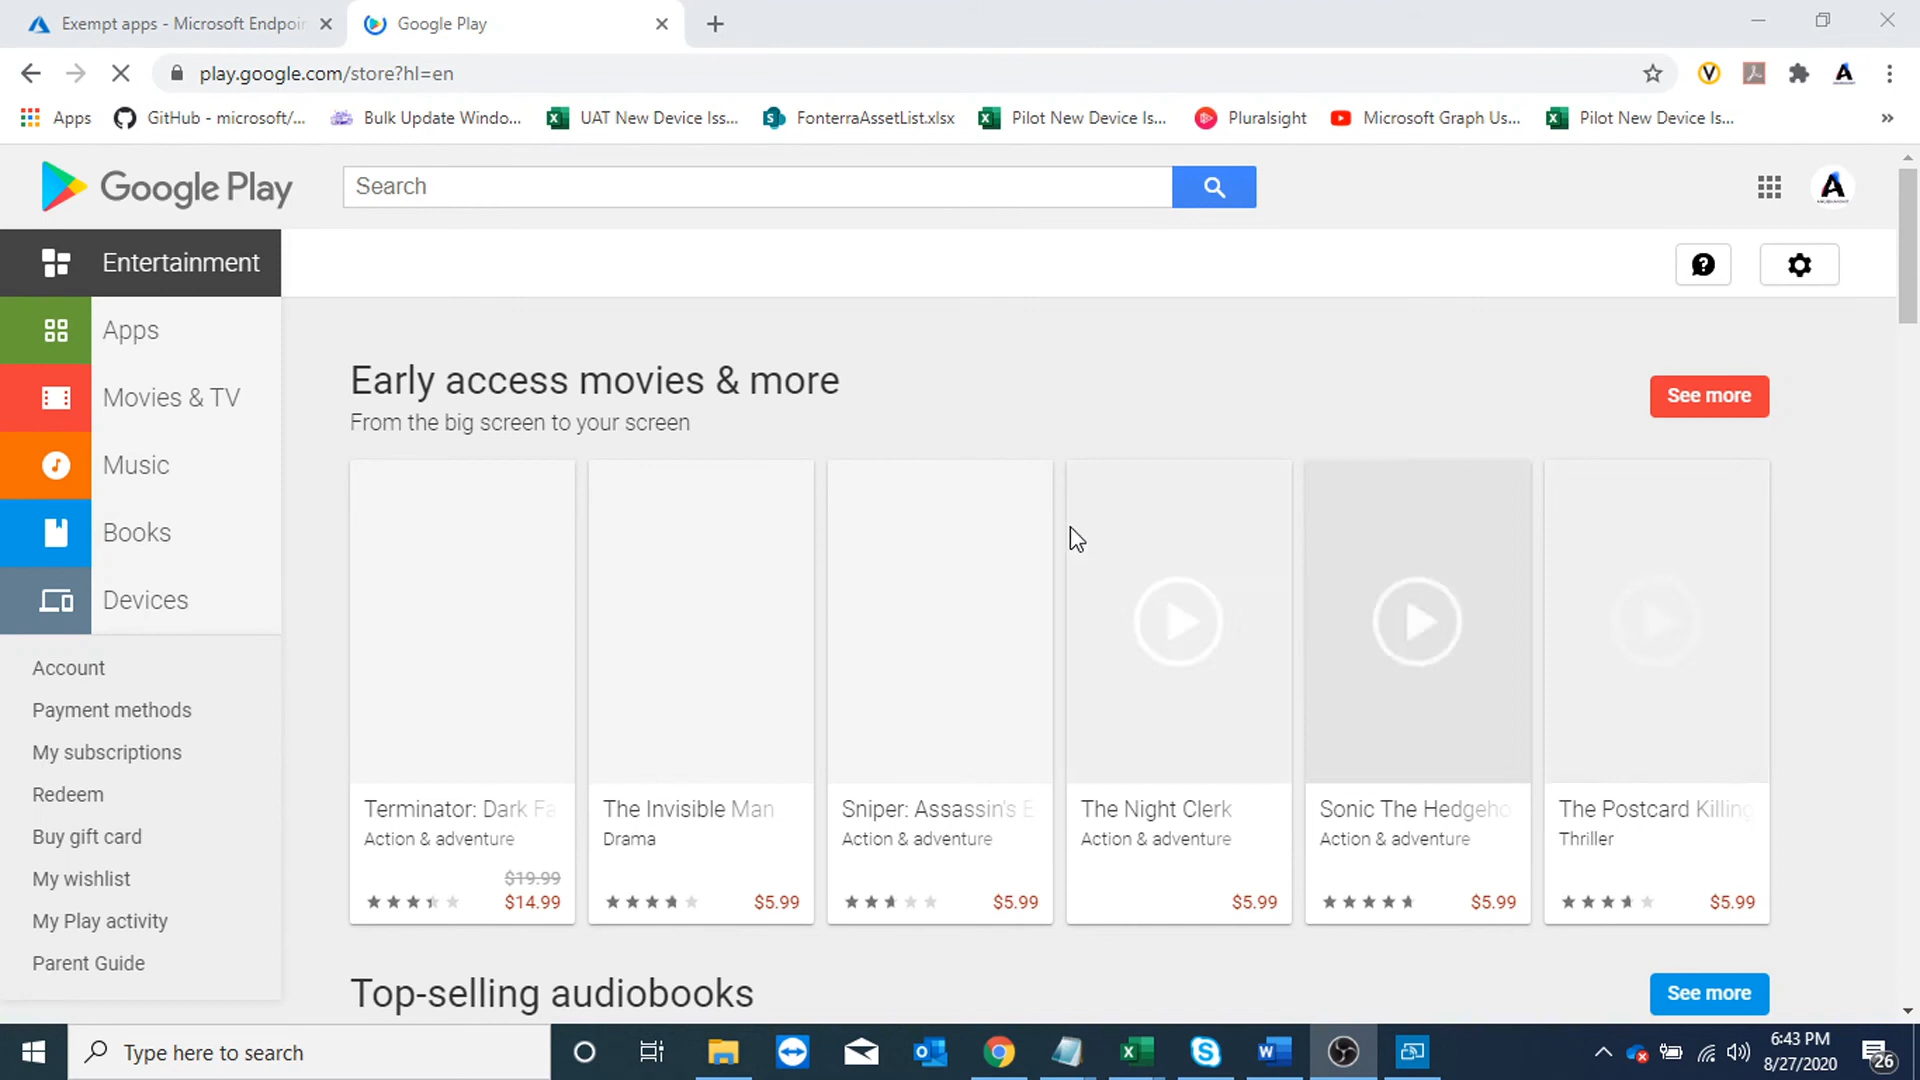 Exempt apps - Microsoft Endpoin
Google Play
play.google.com/store?hl=en
Apps
GitHub - microsoft/...
Bulk Update Windo...
UAT New Device Iss...
FonterraAssetList.xlsx
Pilot New Device Is...
Pluralsight
Microsoft Graph Us...
Pilot New Device Is...
Google Play
Search
Entertainment
Apps
Movies & TV
Music
Books
Devices
Account
Payment methods
My subscriptions
Redeem
Buy gift card
My wishlist
My Play activity
Parent Guide
Early access movies & more
From the big screen to your screen
See more
Terminator: Dark Fa
Action & adventure
$19.99
$14.99
The Invisible Man
Drama
$5.99
Sniper: Assassin's E
Action & adventure
$5.99
The Night Clerk
Action & adventure
$5.99
Sonic The Hedgeho
Action & adventure
$5.99
The Postcard Killing
Thriller
$5.99
Top-selling audiobooks
See more
Type here to search
6:43 PM
8/27/2020
26